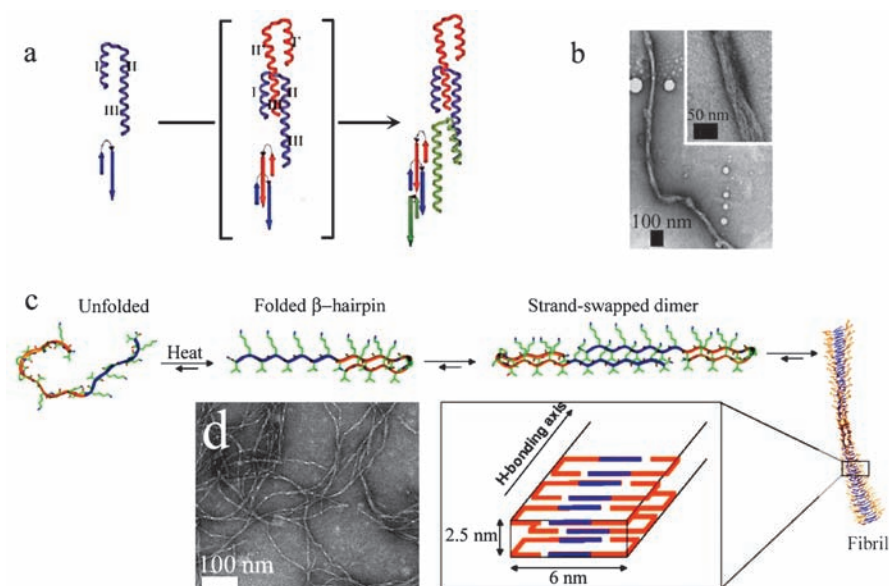 a
I
II
III
II'
I'
I
II
III
III
b
50 nm
100 nm
c
Unfolded
Folded β–hairpin
Strand-swapped dimer
Heat
d
100 nm
H-bonding axis
2.5 nm
6 nm
Fibril